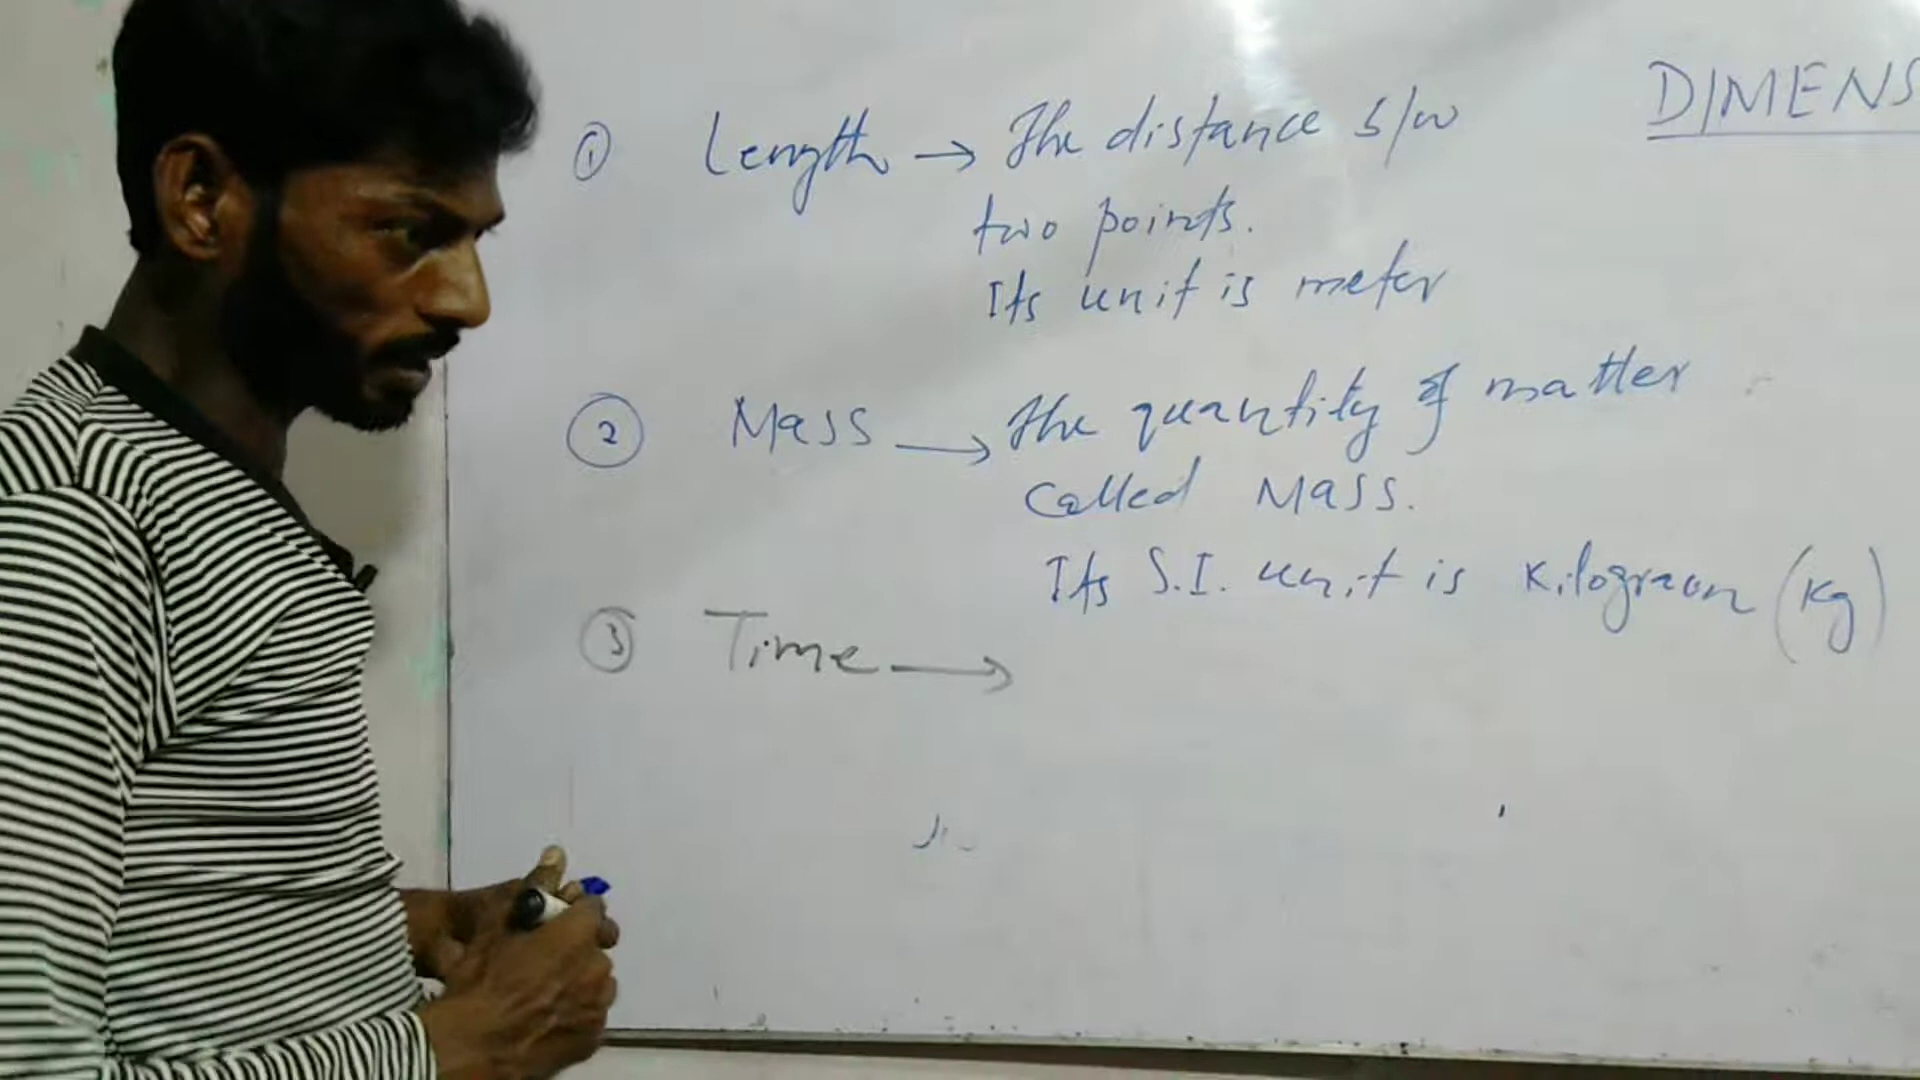 DIMENS
① Length → The distance b/w
two points.
Its unit is meter
② Mass → The quantity of matter
Called Mass.
Its S.I. unit is Kilogram (Kg)
③ Time →